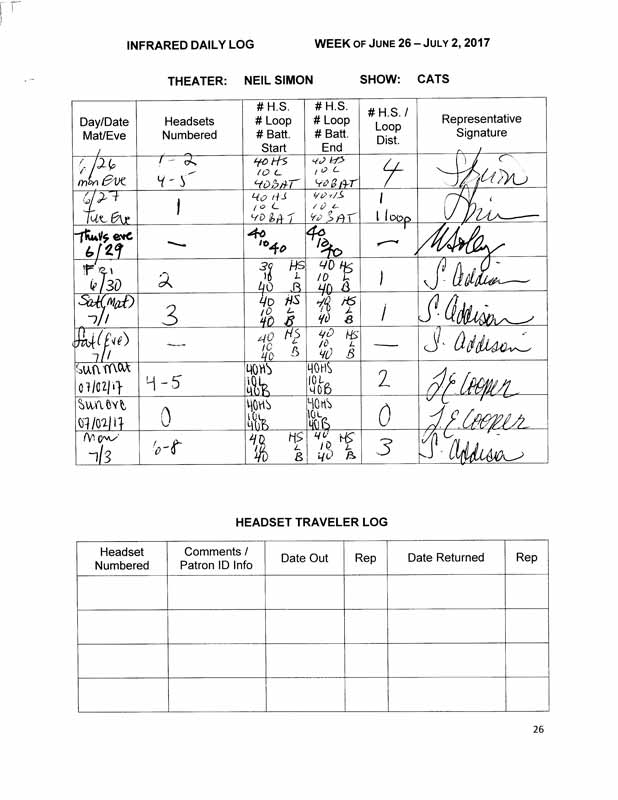 INFRARED DAILY LOG WEEK OF JUNE 26 – JULY 2, 2017
THEATER: NEIL SIMON SHOW: CATS
Day/Date Mat/Eve Headsets Numbered # H.S. # Loop # Batt. Start # H.S. # Loop # Batt. End # H.S. / Loop Dist. Representative Signature
/26 1-2 40 HS 40 HS 4
mon Eve 4-5 10 L 10 L
40 BAT 40 BAT
6/27 1 40 HS 40 HS 1
Tue Eve 10 L 10 L 1 loop
40 BAT 40 BAT
Thurs eve — 40 40 —
6/29 10 40 10 40
6/30 2 39 HS 40 HS 1 S. Addison
10 L 10 L
40 B 40 B
Sat(Mat) 3 40 HS 40 HS 1 S. Addison
7/1 10 L 10 L
40 B 40 B
Sat(Eve) — 40 HS 40 HS — S. Addison
7/1 10 L 10 L
40 B 40 B
Sun mat 4-5 40HS 40HS 2 J E Cooper
07/02/17 10L 10L
40B 40B
Sun eve 0 40HS 40HS 0 J E Cooper
07/02/17 10L 10L
40B 40B
Mon 6-8 40 HS 40 HS 3 S. Addison
7/3 10 L 10 L
40 B 40 B
HEADSET TRAVELER LOG
Headset Numbered Comments / Patron ID Info Date Out Rep Date Returned Rep
26